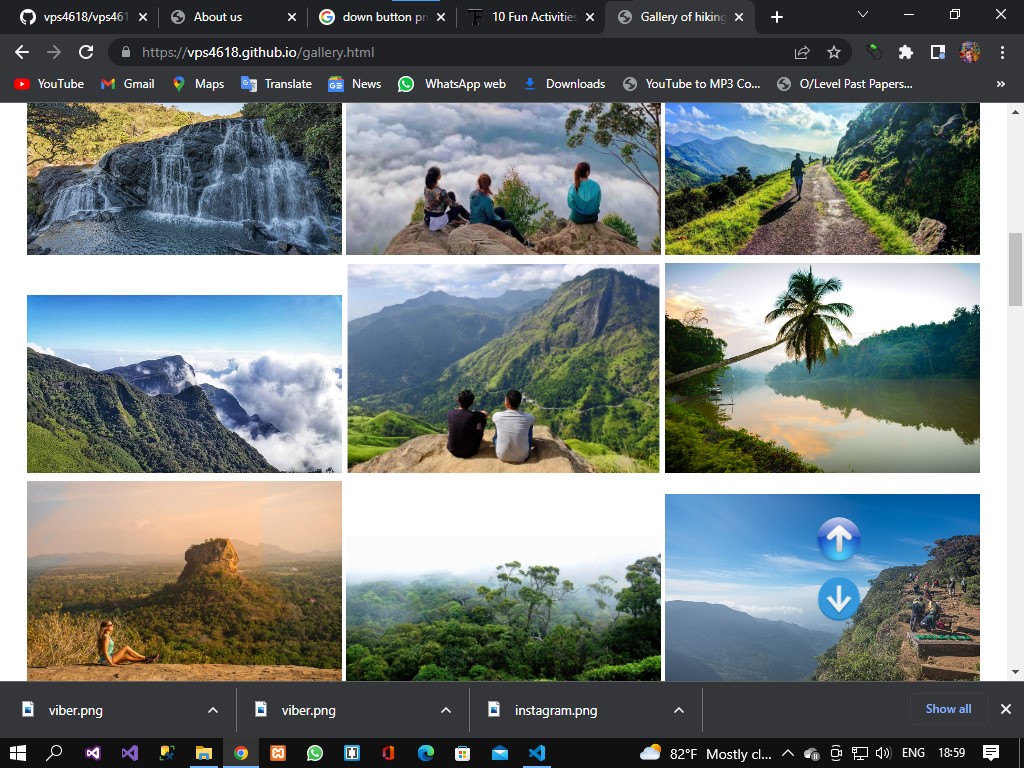 vps4618/vps461
About us
down button pn
10 Fun Activities
Gallery of hiking
https://vps4618.github.io/gallery.html
YouTube
Gmail
Maps
Translate
News
WhatsApp web
Downloads
YouTube to MP3 Co...
O/Level Past Papers...
»
viber.png
viber.png
instagram.png
Show all
82°F Mostly cl...
ENG
18:59